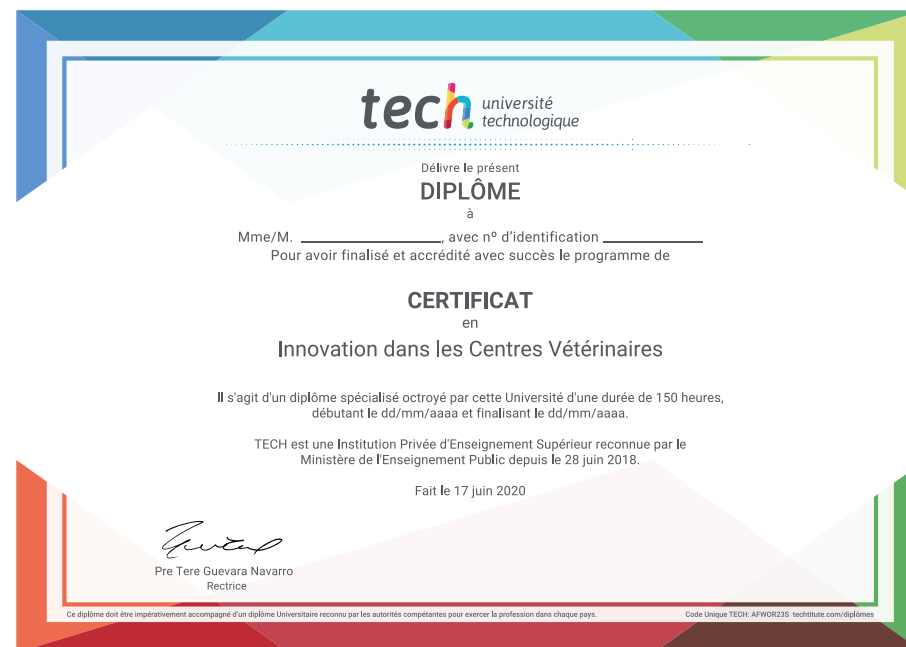 tech université
technologique
Délivre le présent
DIPLÔME
à
Mme/M. ____________________, avec nº d'identification ______________
Pour avoir finalisé et accrédité avec succès le programme de
CERTIFICAT
en
Innovation dans les Centres Vétérinaires
Il s'agit d'un diplôme spécialisé octroyé par cette Université d'une durée de 150 heures,
débutant le dd/mm/aaaa et finalisant le dd/mm/aaaa.
TECH est une Institution Privée d'Enseignement Supérieur reconnue par le
Ministère de l'Enseignement Public depuis le 28 juin 2018.
Fait le 17 juin 2020
Pre Tere Guevara Navarro
Rectrice
Ce diplôme doit être impérativement accompagné d'un diplôme Universitaire reconnu par les autorités compétantes pour exercer la profession dans chaque pays.
Code Unique TECH: AFWOR23S techtitute.com/diplômes